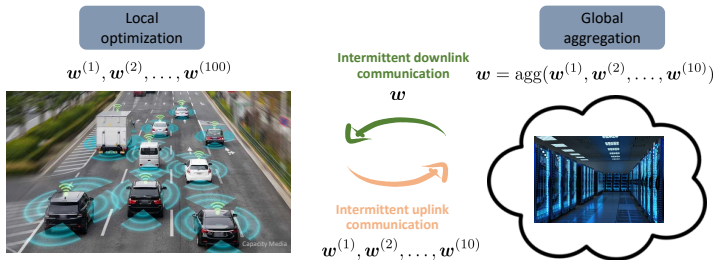 Local
optimization
𝒘⁽¹⁾, 𝒘⁽²⁾, . . . , 𝒘⁽¹⁰⁰⁾
Capacity Media
Intermittent downlink
communication
𝒘
Intermittent uplink
communication
𝒘⁽¹⁾, 𝒘⁽²⁾, . . . , 𝒘⁽¹⁰⁾
Global
aggregation
𝒘 = agg(𝒘⁽¹⁾, 𝒘⁽²⁾, . . . , 𝒘⁽¹⁰⁾)